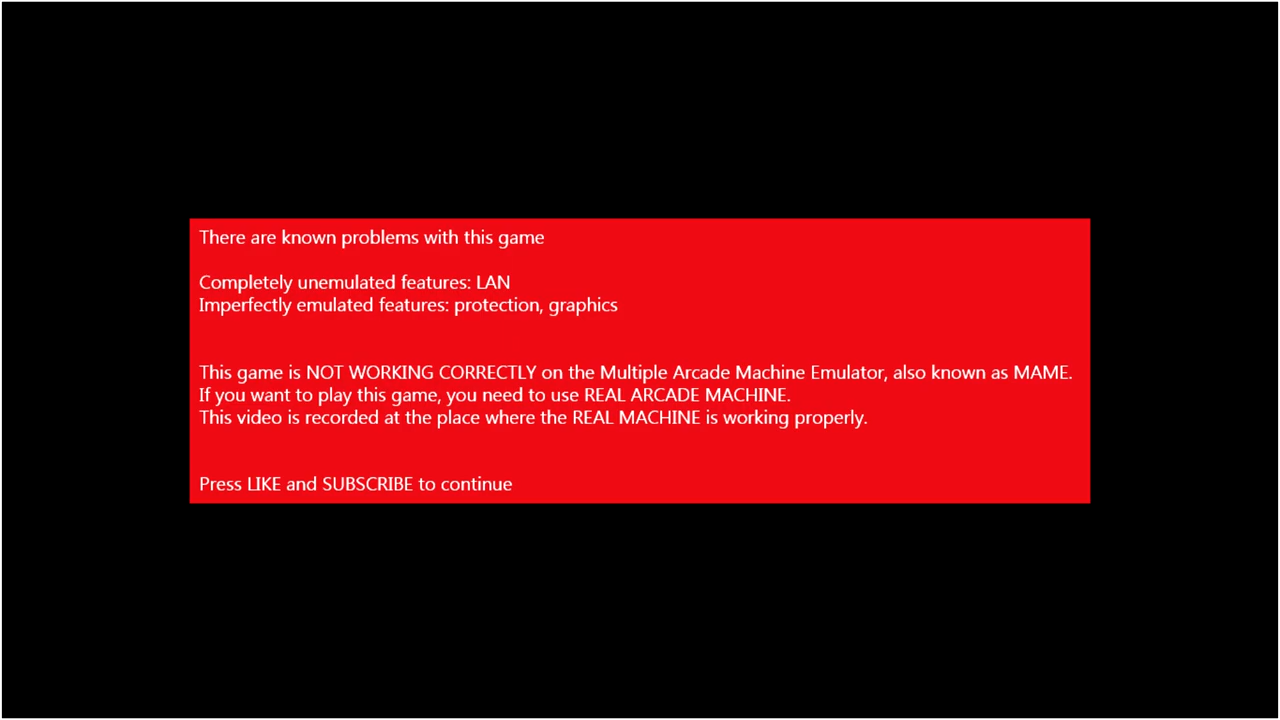 There are known problems with this game
Completely unemulated features: LAN
Imperfectly emulated features: protection, graphics
This game is NOT WORKING CORRECTLY on the Multiple Arcade Machine Emulator, also known as MAME.
If you want to play this game, you need to use REAL ARCADE MACHINE.
This video is recorded at the place where the REAL MACHINE is working properly.
Press LIKE and SUBSCRIBE to continue